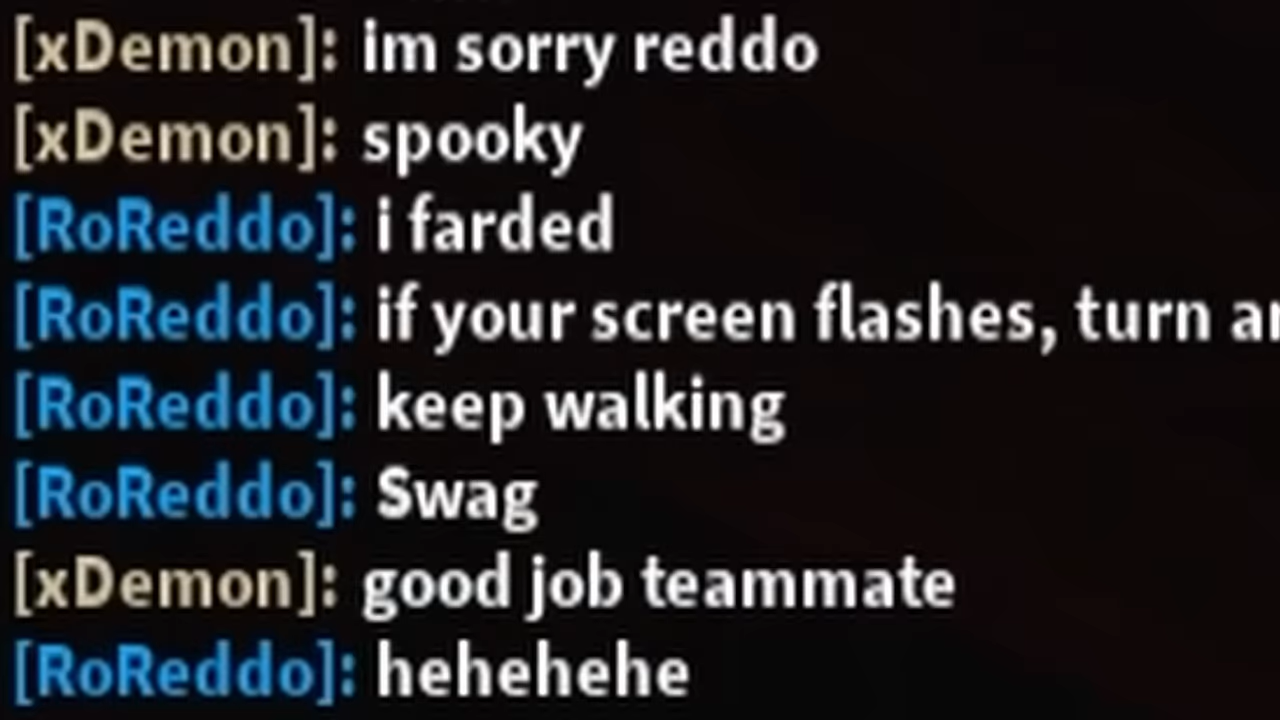 [xDemon]: im sorry reddo
[xDemon]: spooky
[RoReddo]: i farded
[RoReddo]: if your screen flashes, turn
[RoReddo]: keep walking
[RoReddo]: Swag
[xDemon]: good job teammate
[RoReddo]: hehehehe